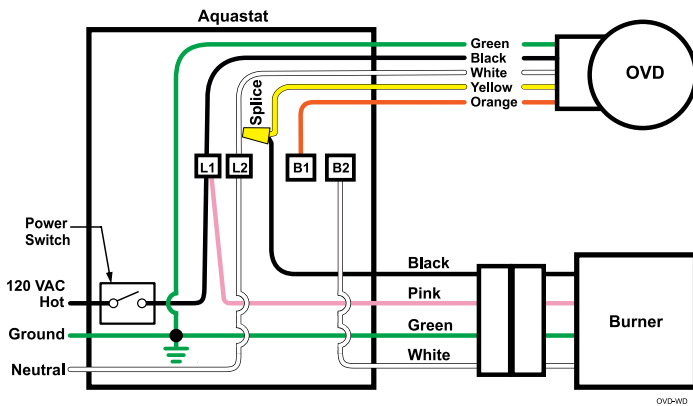 Aquastat
Green
Black
White
Yellow
Orange
OVD
Splice
L1
L2
B1
B2
Power
Switch
120 VAC
Hot
Ground
Neutral
Black
Pink
Green
White
Burner
OVD-WD